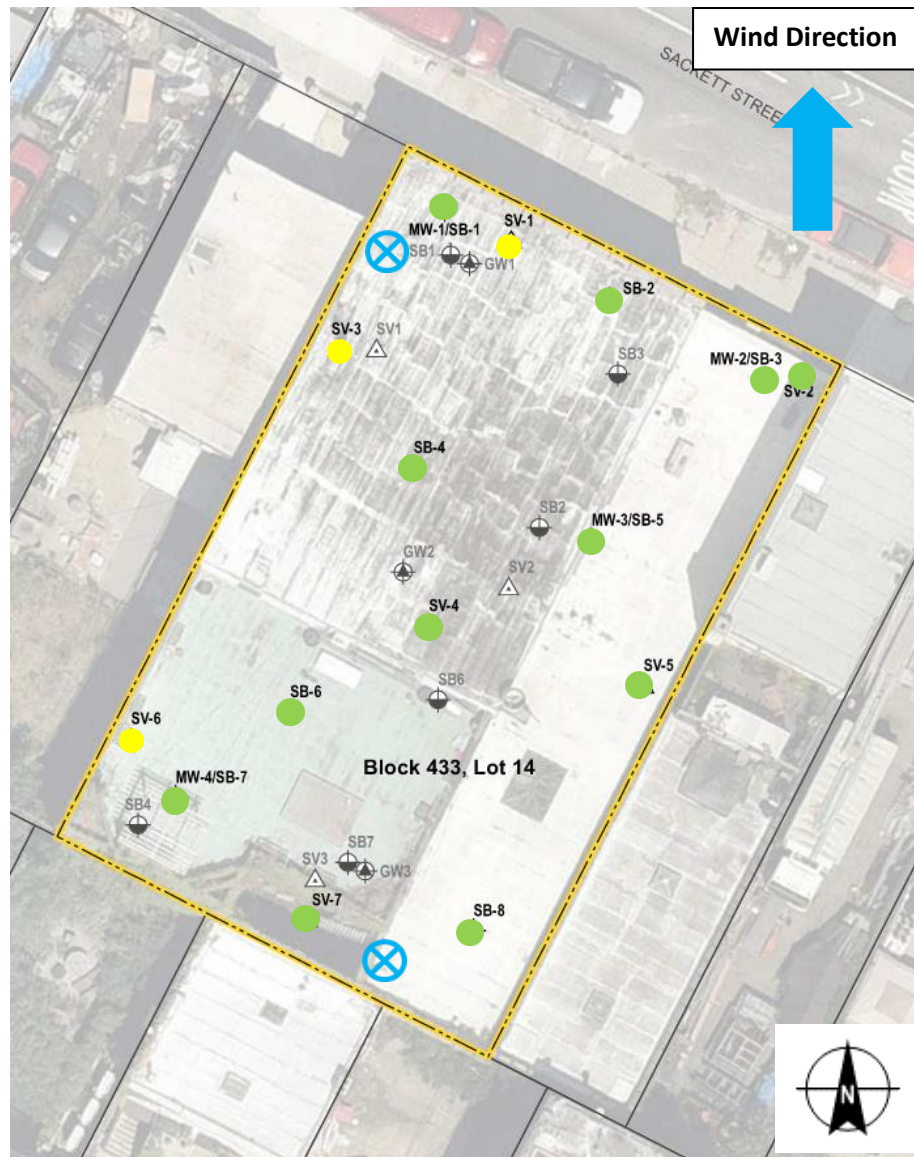 Wind Direction
SACKETT STREET
MW-1/SB-1
SV-1
SB1
GW1
SB-2
SV-3
SV1
SB3
MW-2/SB-3
SV-2
SB-4
SB2
MW-3/SB-5
GW2
SV2
SV-4
SV-5
SB6
SB-6
SV-6
Block 433, Lot 14
MW-4/SB-7
SB4
SB7
SV3
GW3
SV-7
SB-8
N